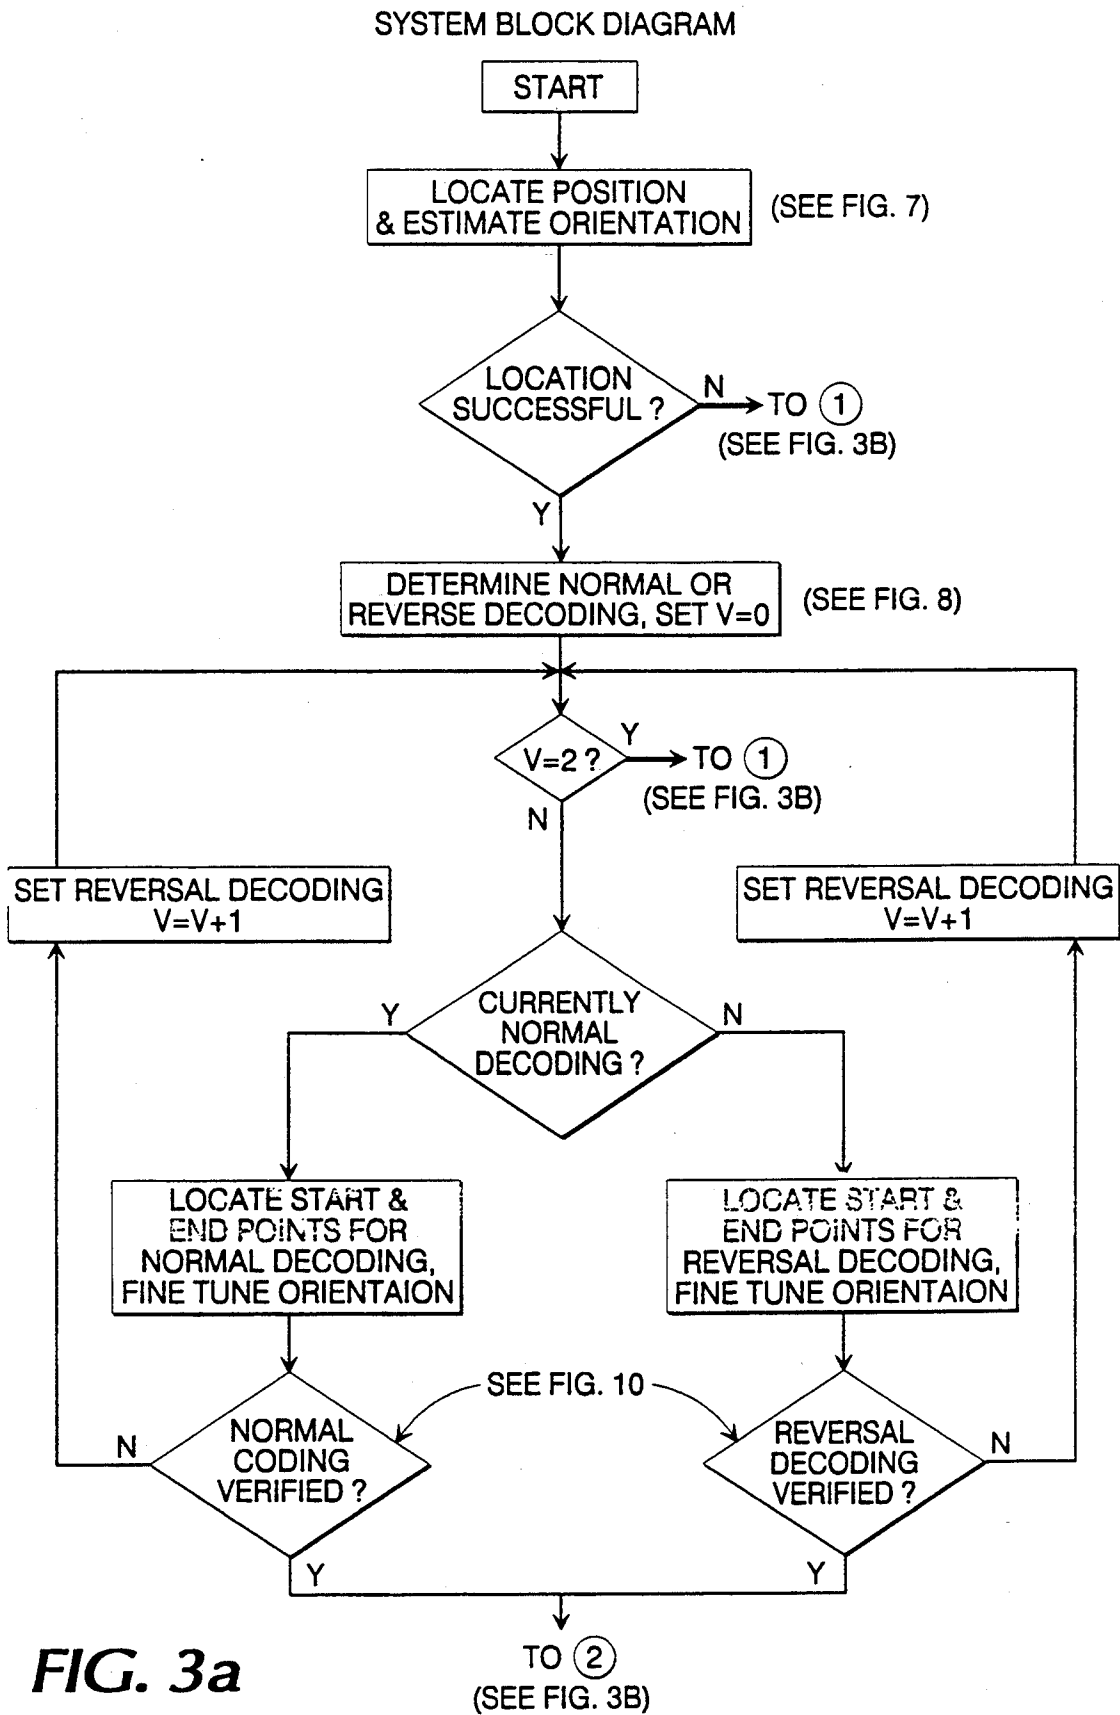 SYSTEM BLOCK DIAGRAM
START
LOCATE POSITION
& ESTIMATE ORIENTATION
(SEE FIG. 7)
LOCATION
SUCCESSFUL ?
N
TO 1
(SEE FIG. 3B)
Y
DETERMINE NORMAL OR
REVERSE DECODING, SET V=0
(SEE FIG. 8)
V=2 ?
Y
TO 1
(SEE FIG. 3B)
N
SET REVERSAL DECODING
V=V+1
SET REVERSAL DECODING
V=V+1
CURRENTLY
NORMAL
DECODING ?
Y
N
LOCATE START &
END POINTS FOR
NORMAL DECODING,
FINE TUNE ORIENTAION
LOCATE START &
END POINTS FOR
REVERSAL DECODING,
FINE TUNE ORIENTAION
SEE FIG. 10
N
NORMAL
CODING
VERIFIED ?
REVERSAL
DECODING
VERIFIED ?
N
Y
Y
TO 2
(SEE FIG. 3B)
FIG. 3a